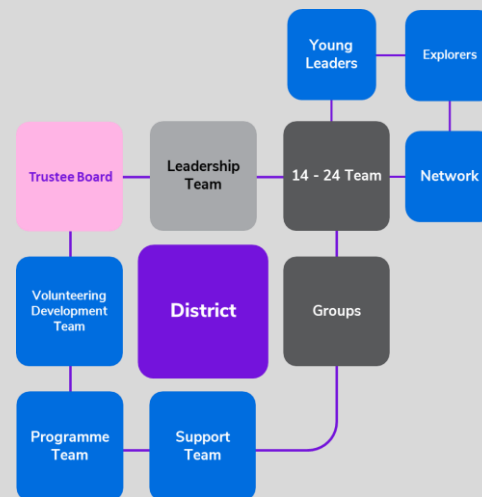 Young
Leaders
Explorers
Trustee Board
Leadership
Team
14 - 24 Team
Network
Volunteering
Development
Team
District
Groups
Programme
Team
Support
Team